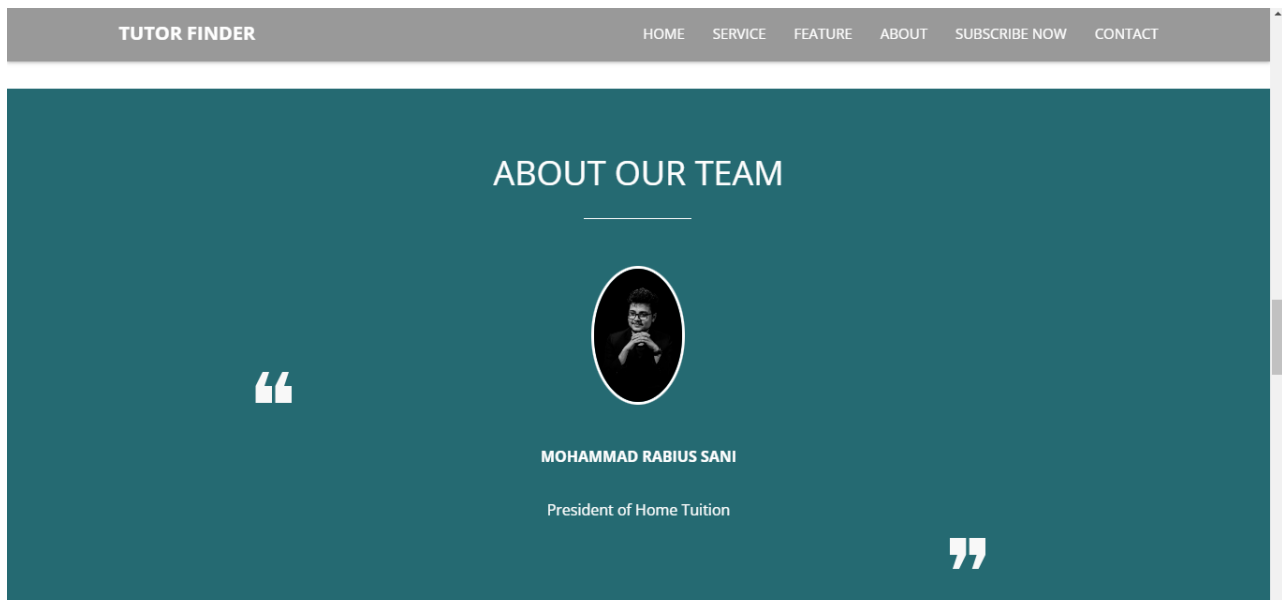 TUTOR FINDER HOME SERVICE FEATURE ABOUT SUBSCRIBE NOW CONTACT
ABOUT OUR TEAM
❝
MOHAMMAD RABIUS SANI
President of Home Tuition
❞